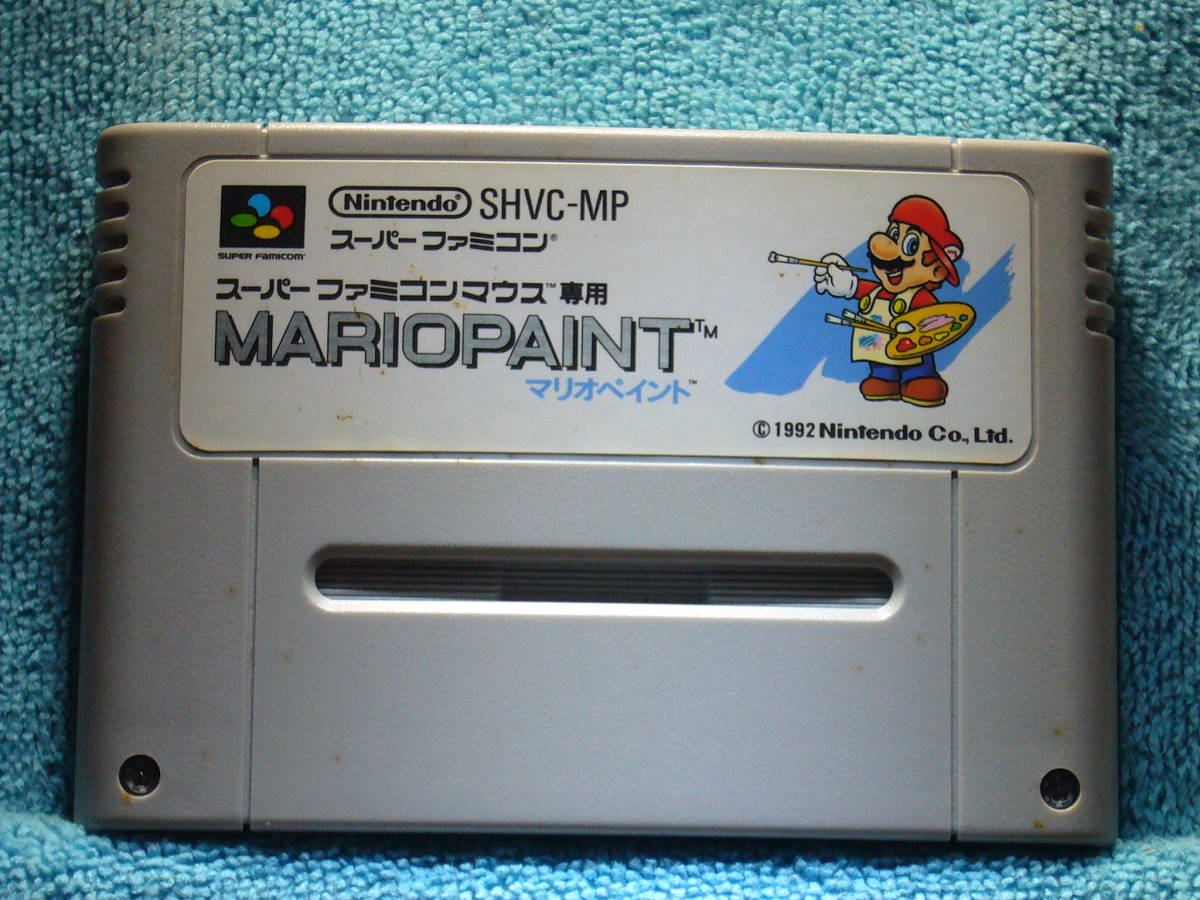 SUPER FAMICOM
Nintendo® SHVC-MP
スーパーファミコン®
スーパーファミコンマウス™専用
MARIOPAINT™
マリオペイント™
©1992 Nintendo Co., Ltd.